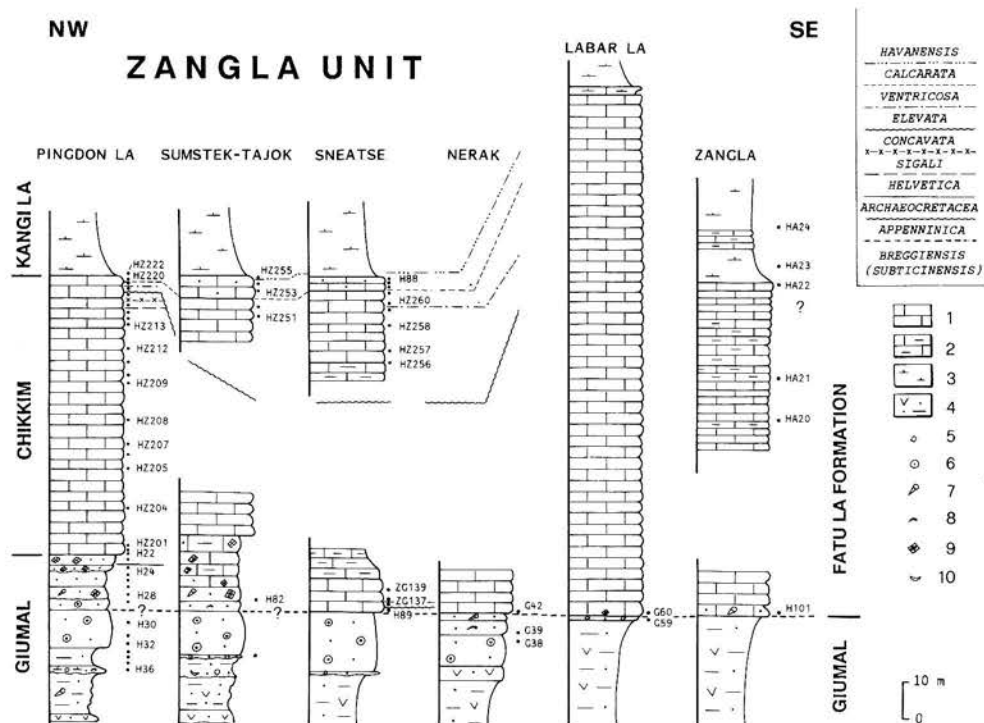 NW
SE
ZANGLA UNIT
LABAR LA
PINGDON LA
SUMSTEK-TAJOK
SNEATSE
NERAK
ZANGLA
HAVANENSIS
CALCARATA
VENTRICOSA
ELEVATA
CONCAVATA
x-x-x-x-x-x-x
SIGALI
HELVETICA
ARCHAEOCRETACEA
APPENNINICA
BREGGIENSIS
(SUBTICINENSIS)
KANGI LA
CHIKKIM
GIUMAL
HZ222
HZ220
HZ213
HZ212
HZ209
HZ208
HZ207
HZ205
HZ204
HZ201
H22
H24
H28
?
H30
H32
H36
HZ255
HZ253
HZ251
H82
?
H88
HZ260
HZ258
HZ257
HZ256
ZG139
ZG137
H89
G42
G39
G38
G60
G59
HA24
HA23
HA22
?
HA21
HA20
H101
FATU LA FORMATION
GIUMAL
1
2
3
4
5
6
7
8
9
10
10 m
0